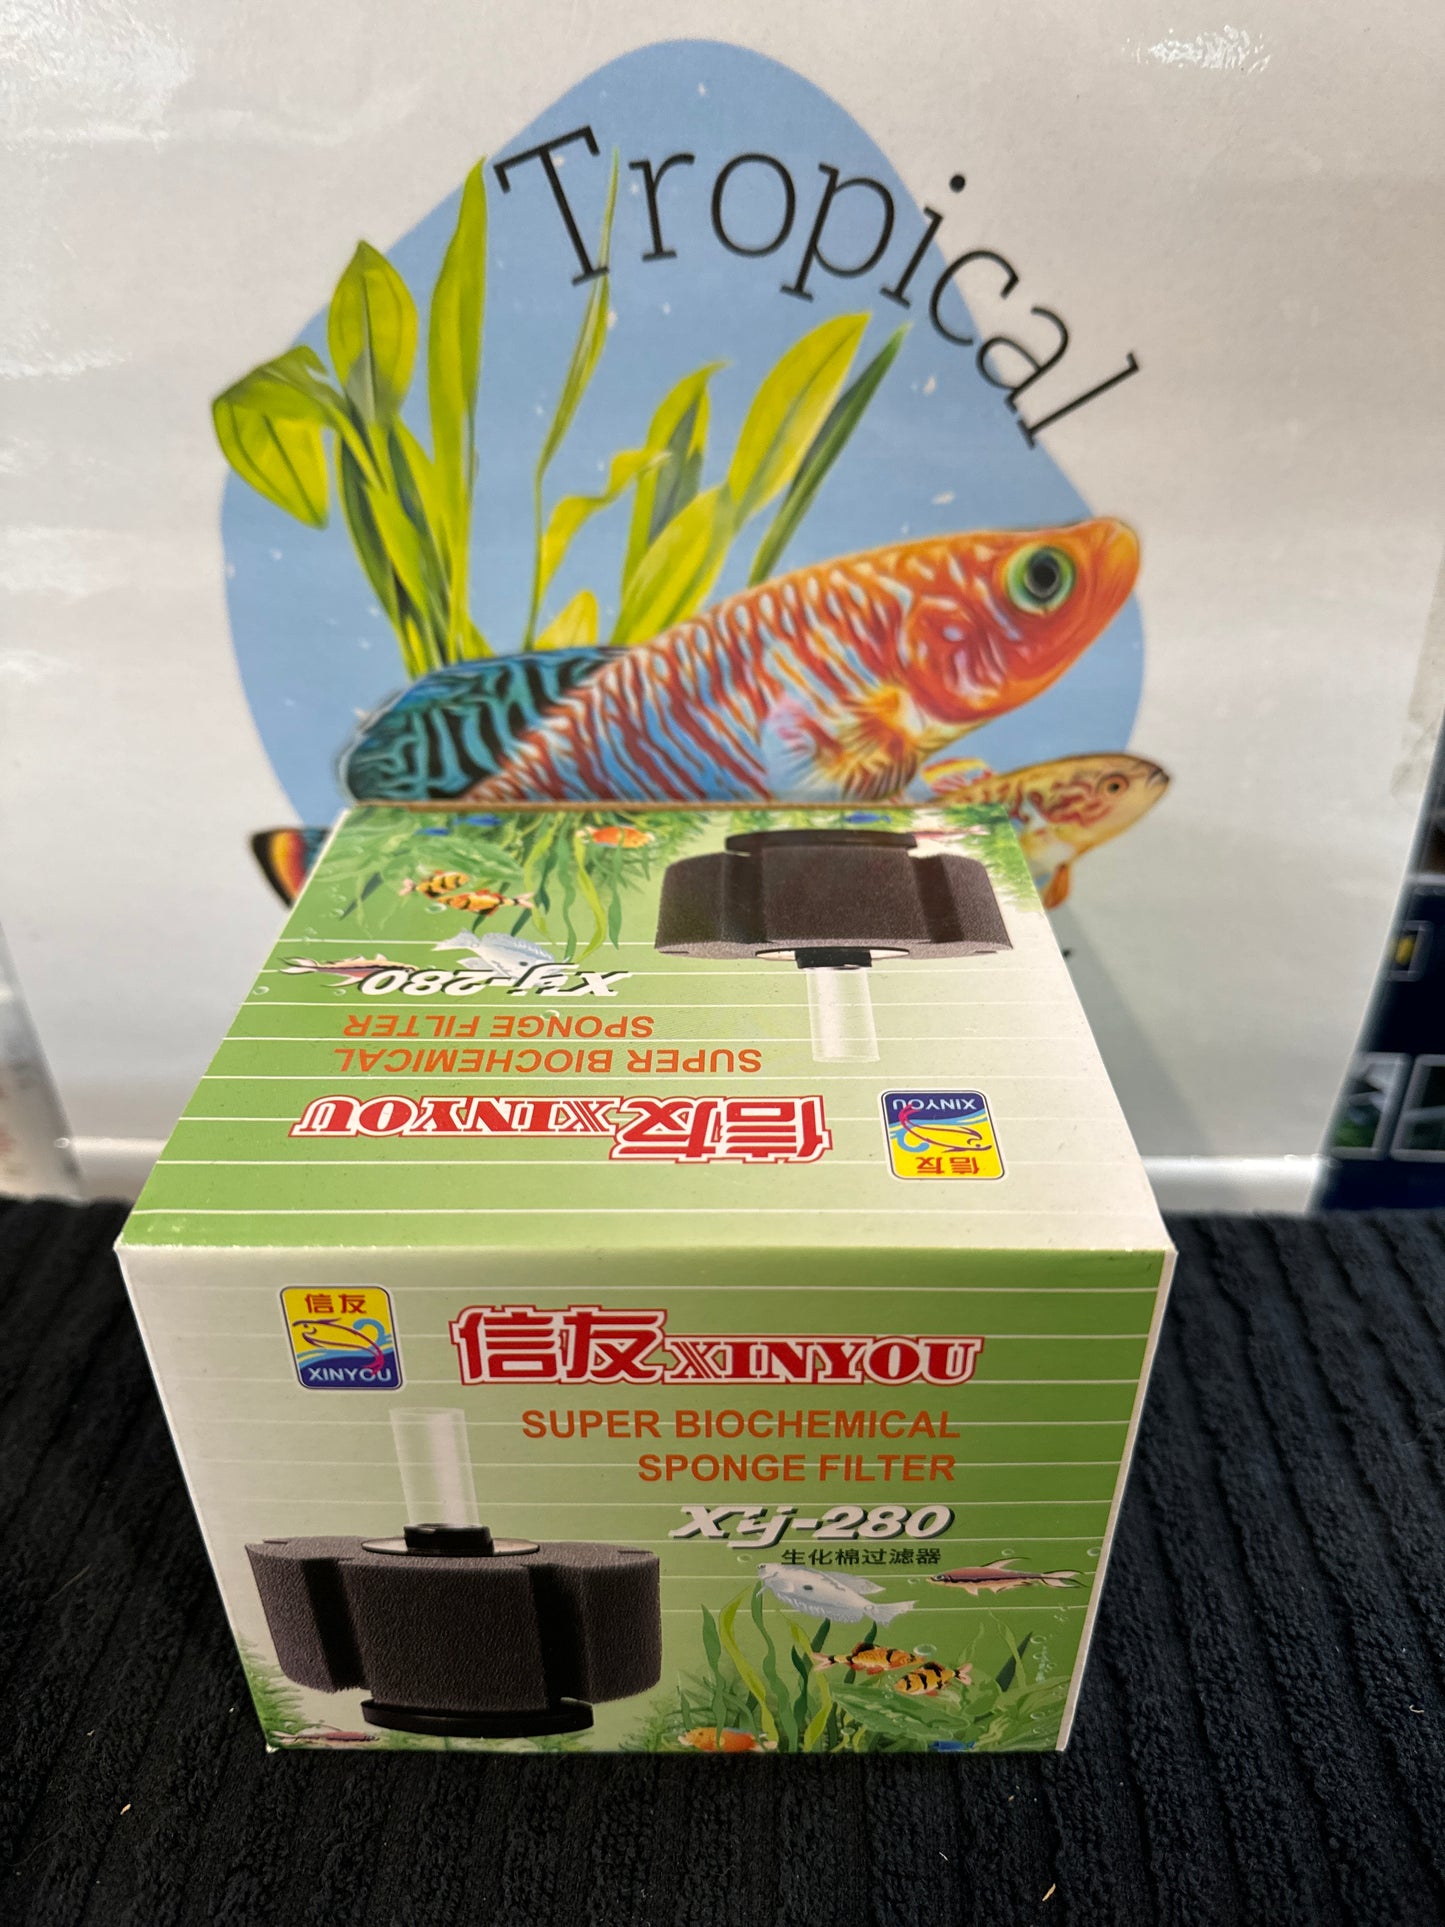 Tropical
Xy-280
SPONGE FILTER
SUPER BIOCHEMICAL
信友XINYOU
XINYOU
信友
信友
XINYOU
信友XINYOU
SUPER BIOCHEMICAL
SPONGE FILTER
Xy-280
生化棉过滤器